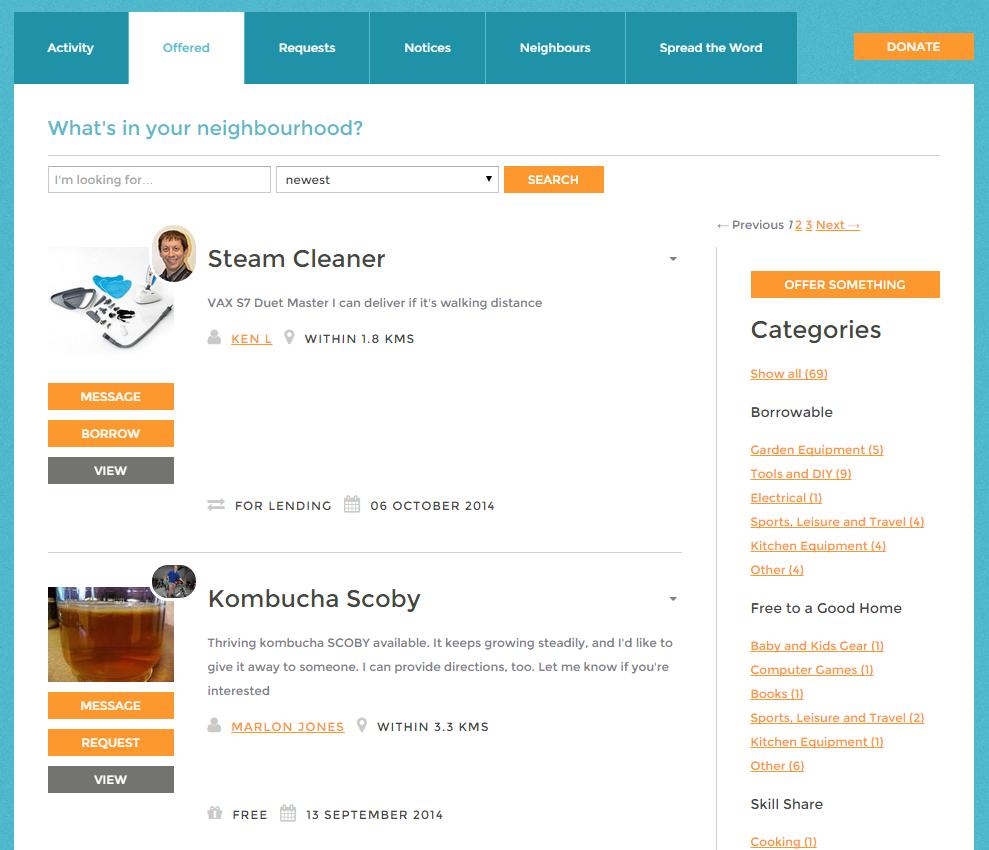 Activity
Offered
Requests
Notices
Neighbours
Spread the Word
DONATE
What's in your neighbourhood?
I'm looking for...
newest
SEARCH
← Previous 1 2 3 Next →
Steam Cleaner
VAX S7 Duet Master I can deliver if it's walking distance
KEN L WITHIN 1.8 KMS
MESSAGE
BORROW
VIEW
FOR LENDING 06 OCTOBER 2014
Kombucha Scoby
Thriving kombucha SCOBY available. It keeps growing steadily, and I'd like to
give it away to someone. I can provide directions, too. Let me know if you're
interested
MARLON JONES WITHIN 3.3 KMS
MESSAGE
REQUEST
VIEW
FREE 13 SEPTEMBER 2014
OFFER SOMETHING
Categories
Show all (69)
Borrowable
Garden Equipment (5)
Tools and DIY (9)
Electrical (1)
Sports, Leisure and Travel (4)
Kitchen Equipment (4)
Other (4)
Free to a Good Home
Baby and Kids Gear (1)
Computer Games (1)
Books (1)
Sports, Leisure and Travel (2)
Kitchen Equipment (1)
Other (6)
Skill Share
Cooking (1)